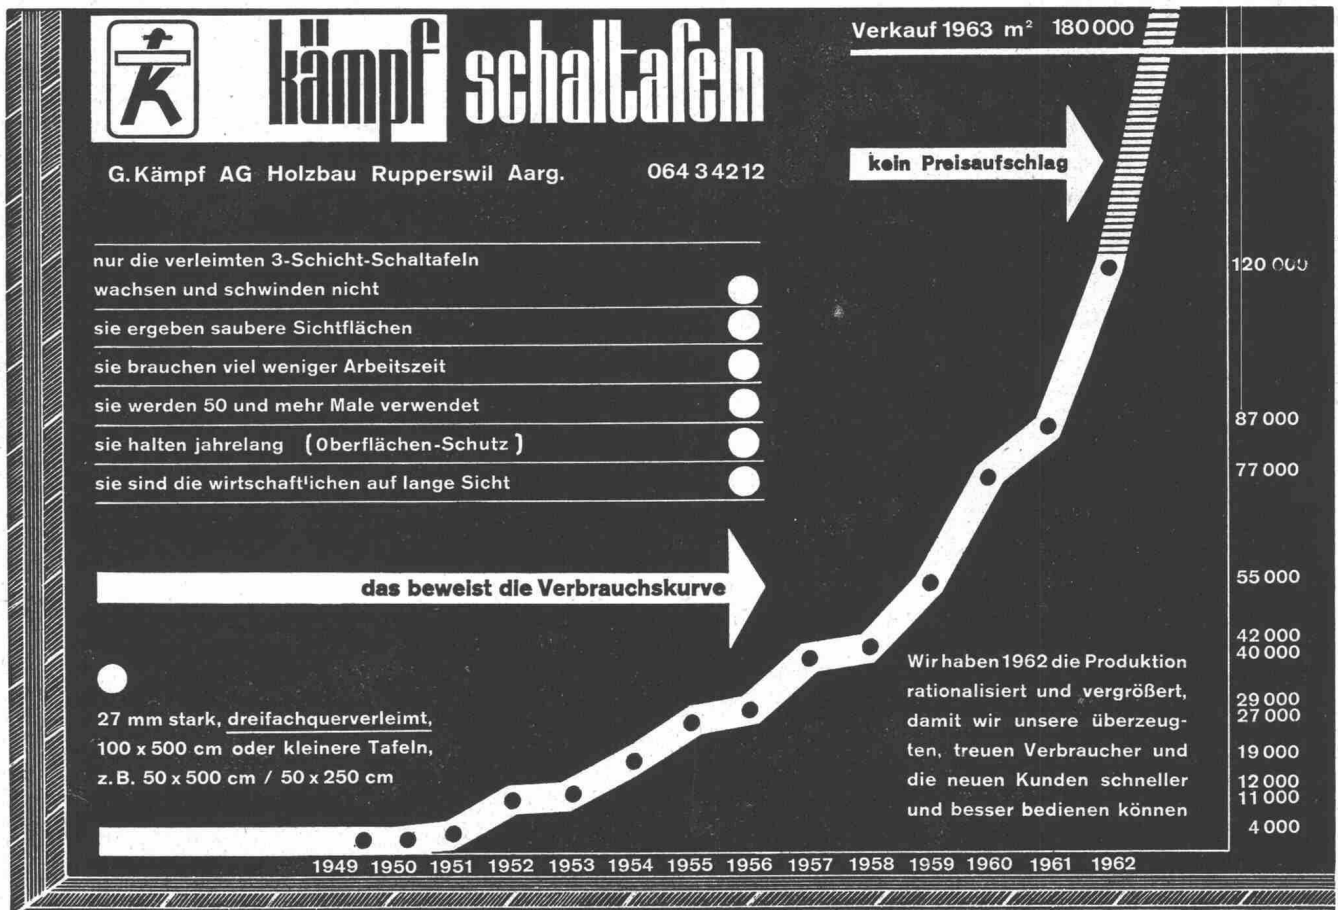 K
kämpf schaltafeln
G. Kämpf AG Holzbau Rupperswil Aarg. 064 3 42 12
nur die verleimten 3-Schicht-Schaltafeln
wachsen und schwinden nicht
sie ergeben saubere Sichtflächen
sie brauchen viel weniger Arbeitszeit
sie werden 50 und mehr Male verwendet
sie halten jahrelang (Oberflächen-Schutz)
sie sind die wirtschaftlichen auf lange Sicht
das beweist die Verbrauchskurve
27 mm stark, dreifachquerverleimt,
100 x 500 cm oder kleinere Tafeln,
z.B. 50 x 500 cm / 50 x 250 cm
Verkauf 1963 m² 180 000
kein Preisaufschlag
Wir haben 1962 die Produktion
rationalisiert und vergrößert,
damit wir unsere überzeug-
ten, treuen Verbraucher und
die neuen Kunden schneller
und besser bedienen können
120 000
87 000
77 000
55 000
42 000
40 000
29 000
27 000
19 000
12 000
11 000
4 000
1949 1950 1951 1952 1953 1954 1955 1956 1957 1958 1959 1960 1961 1962